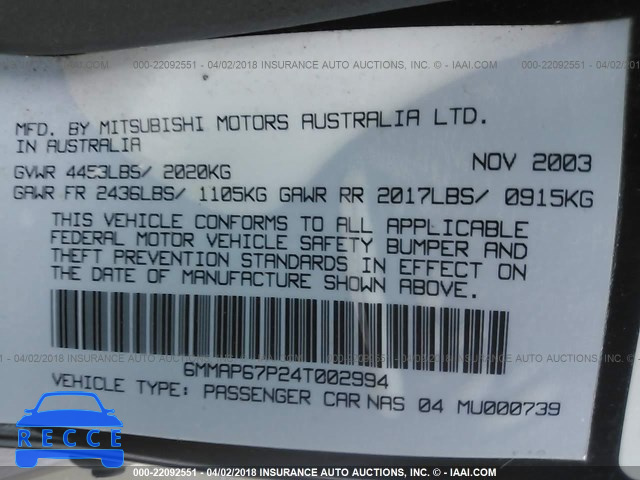 000-22092551 - 04/02/2018 - INSURANCE AUTO AUCTIONS, INC. - © - IAAI.COM
MFD. BY MITSUBISHI MOTORS AUSTRALIA LTD.
IN AUSTRALIA
GVWR 4453LBS/ 2020KG NOV 2003
GAWR FR 2436LBS/ 1105KG GAWR RR 2017LBS/ 0915KG
THIS VEHICLE CONFORMS TO ALL APPLICABLE
FEDERAL MOTOR VEHICLE SAFETY BUMPER AND
THEFT PREVENTION STANDARDS IN EFFECT ON
THE DATE OF MANUFACTURE SHOWN ABOVE.
6MMAP67P24T002994
VEHICLE TYPE: PASSENGER CAR NAS 04 MU000739
RECCE
000-22092551 - 04/02/2018 - INSURANCE AUTO AUCTIONS, INC. - © - IAAI.COM